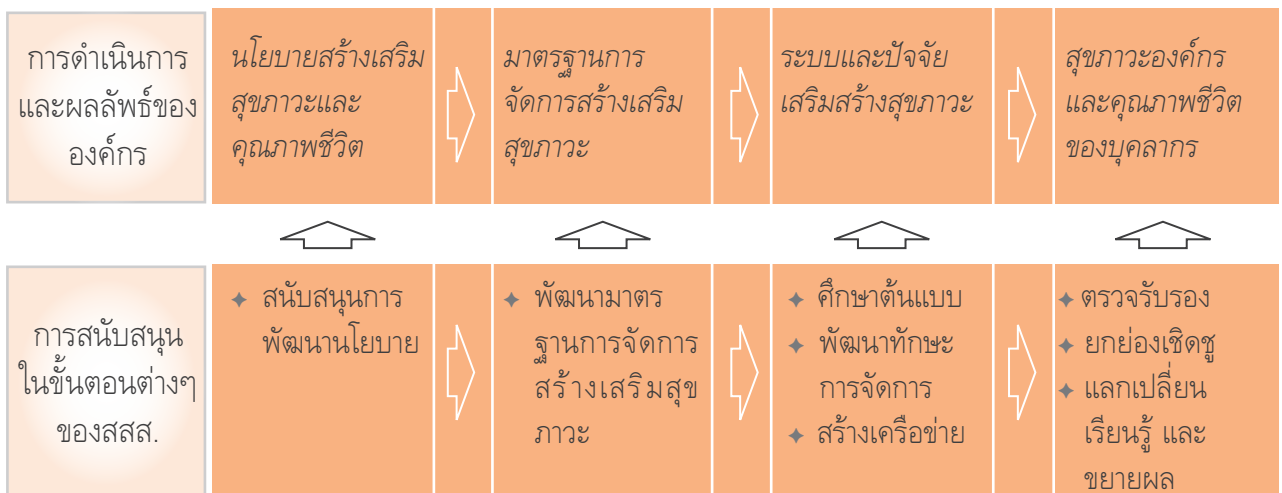 การดำเนินการ
และผลลัพธ์ของ
องค์กร
นโยบายสร้างเสริม
สุขภาวะและ
คุณภาพชีวิต
มาตรฐานการ
จัดการสร้างเสริม
สุขภาวะ
ระบบและปัจจัย
เสริมสร้างสุขภาวะ
สุขภาวะองค์กร
และคุณภาพชีวิต
ของบุคลากร
การสนับสนุน
ในขั้นตอนต่างๆ
ของสสส.
✦ สนับสนุนการ
พัฒนานโยบาย
✦ พัฒนามาตร
ฐานการจัดการ
สร้างเสริมสุข
ภาวะ
✦ ศึกษาต้นแบบ
✦ พัฒนาทักษะ
การจัดการ
✦ สร้างเครือข่าย
✦ ตรวจรับรอง
✦ ยกย่องเชิดชู
✦ แลกเปลี่ยน
เรียนรู้ และ
ขยายผล